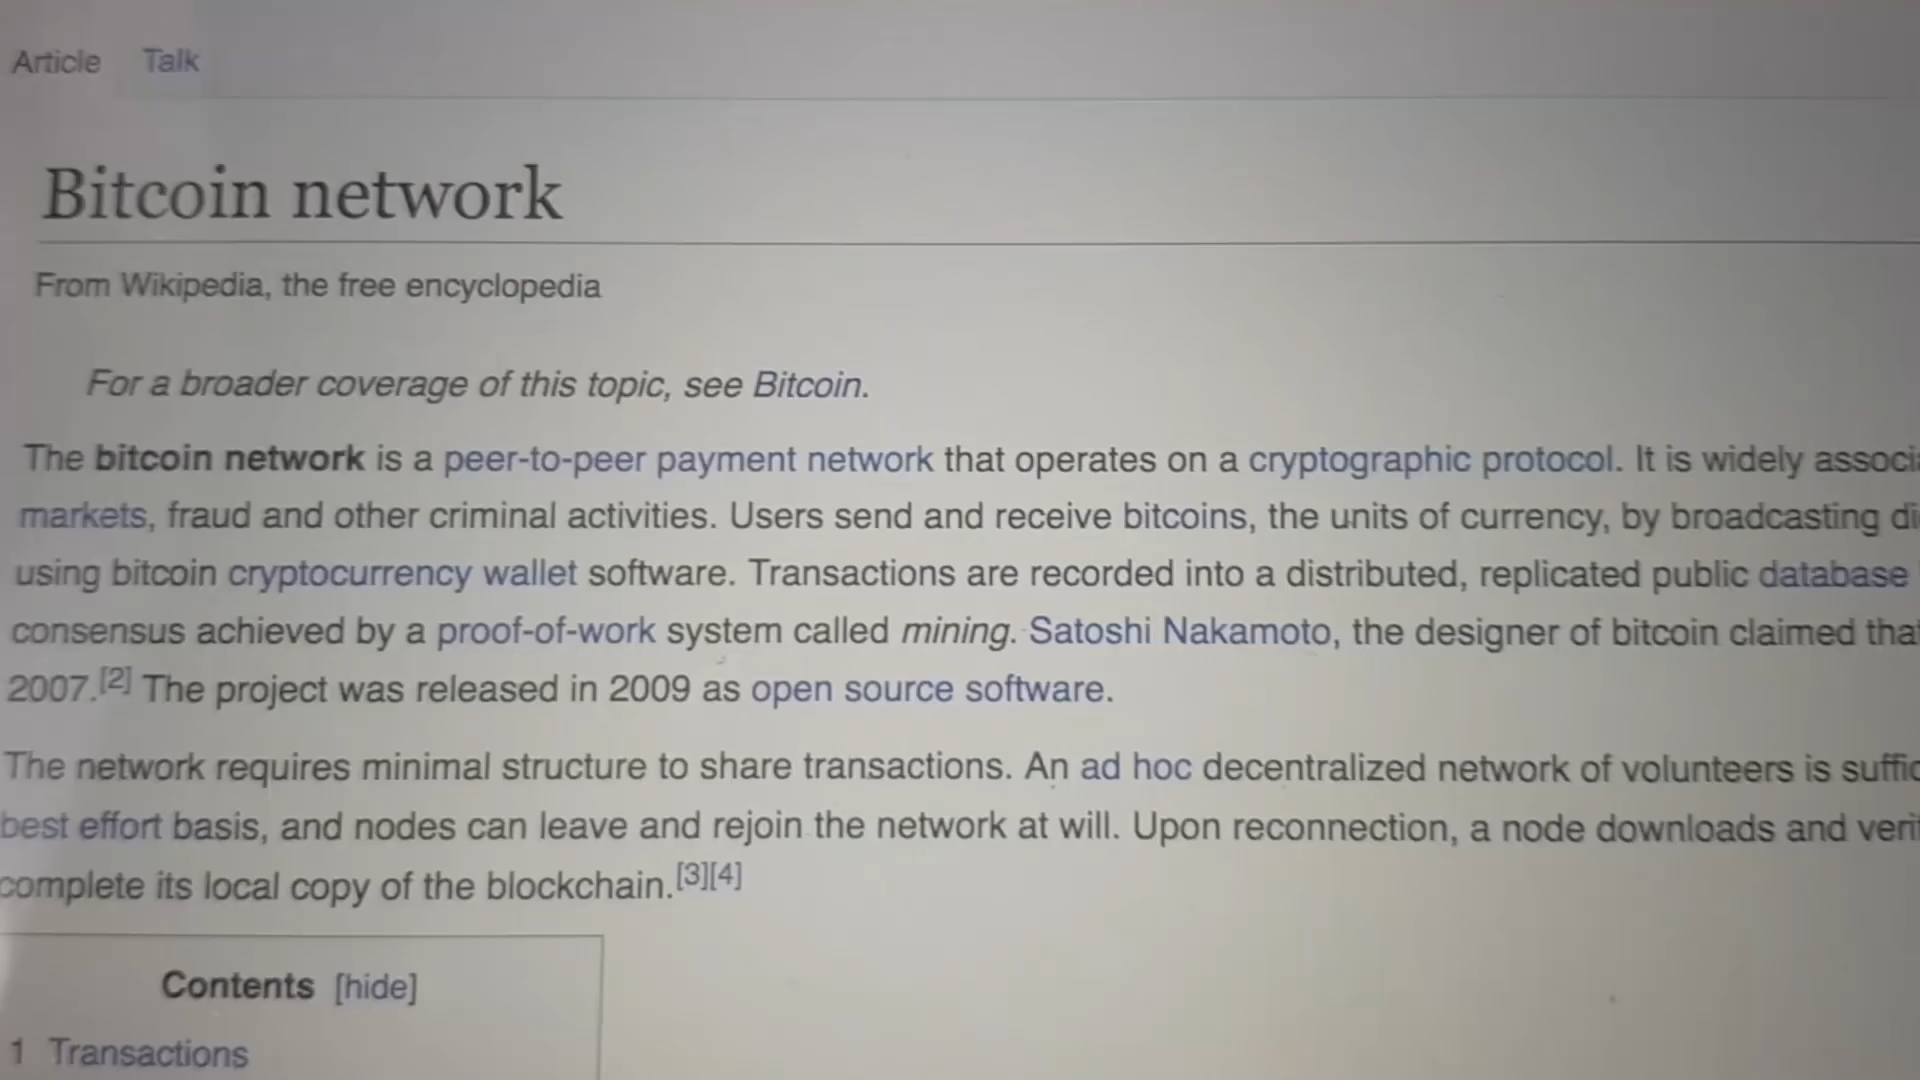 Article Talk
Bitcoin network
From Wikipedia, the free encyclopedia
For a broader coverage of this topic, see Bitcoin.
The bitcoin network is a peer-to-peer payment network that operates on a cryptographic protocol. It is widely
markets, fraud and other criminal activities. Users send and receive bitcoins, the units of currency, by broadcasting
using bitcoin cryptocurrency wallet software. Transactions are recorded into a distributed, replicated public database
consensus achieved by a proof-of-work system called mining. Satoshi Nakamoto, the designer of bitcoin claimed
2007.[2] The project was released in 2009 as open source software.
The network requires minimal structure to share transactions. An ad hoc decentralized network of volunteers is
best effort basis, and nodes can leave and rejoin the network at will. Upon reconnection, a node downloads and
complete its local copy of the blockchain.[3][4]
Contents [hide]
1 Transactions